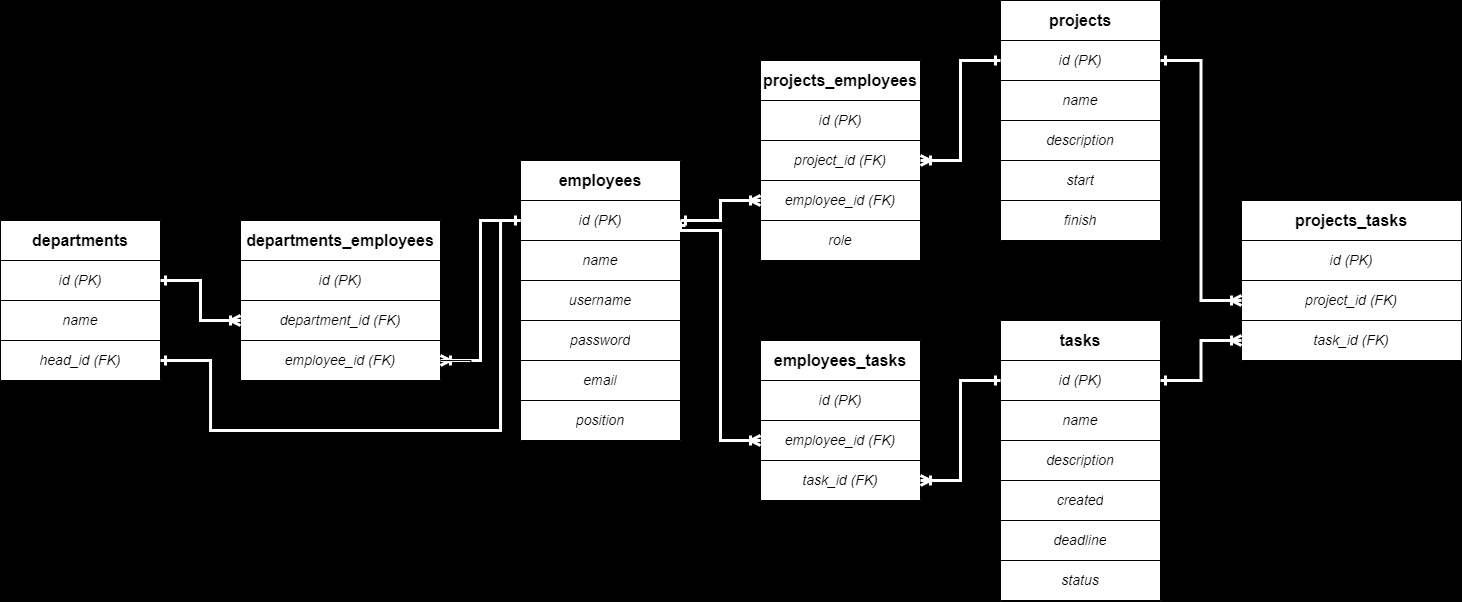 departments
id (PK)
name
head_id (FK)
departments_employees
id (PK)
department_id (FK)
employee_id (FK)
employees
id (PK)
name
username
password
email
position
projects_employees
id (PK)
project_id (FK)
employee_id (FK)
role
employees_tasks
id (PK)
employee_id (FK)
task_id (FK)
projects
id (PK)
name
description
start
finish
tasks
id (PK)
name
description
created
deadline
status
projects_tasks
id (PK)
project_id (FK)
task_id (FK)